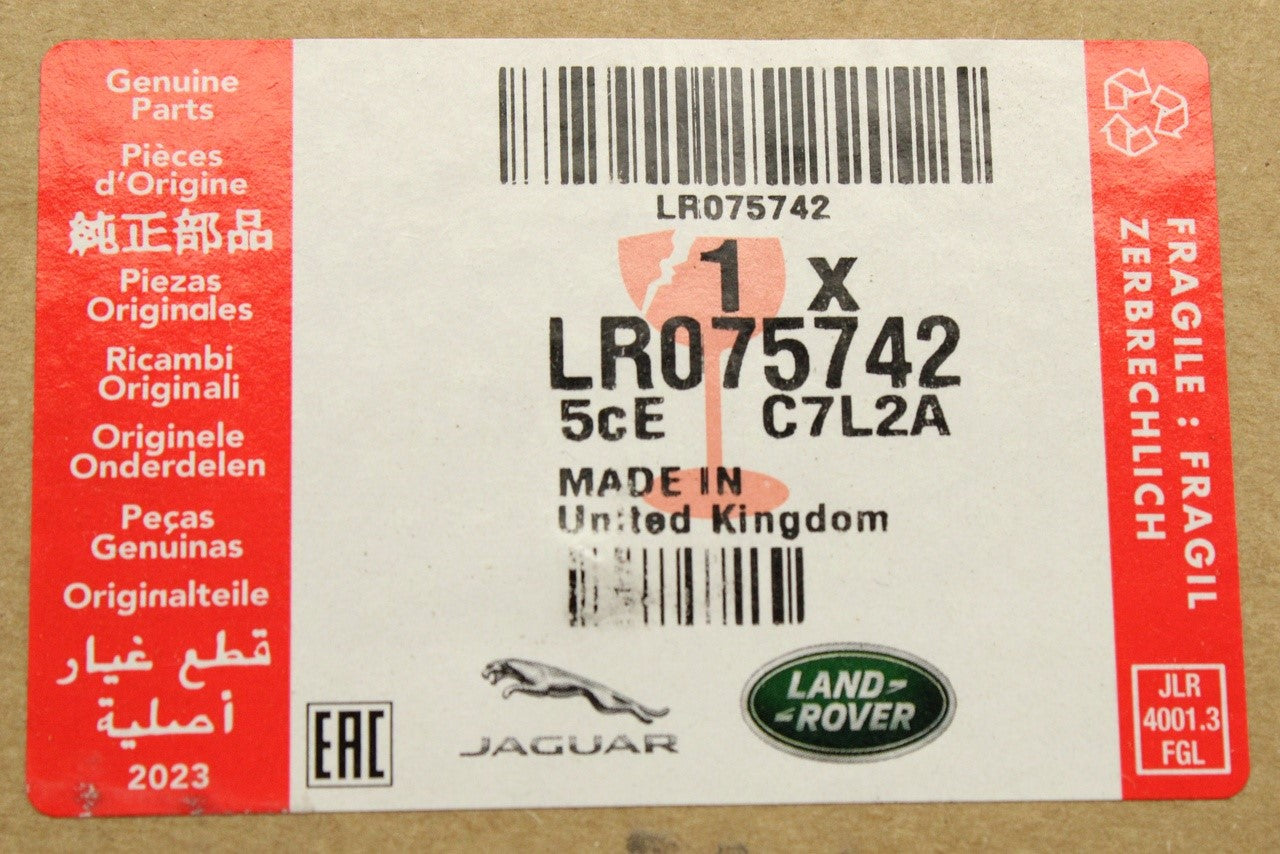 Genuine
Parts
Pièces
d'Origine
純正部品
Piezas
Originales
Ricambi
Originali
Originele
Onderdelen
Peças
Genuinas
Originalteile
قطع غيار
أصلية
2023
EAC
LR075742
1 x
LR075742
5cE C7L2A
MADE IN
United Kingdom
JAGUAR
LAND-
-ROVER
FRAGILE : FRAGIL
ZERBRECHLICH
JLR
4001.3
FGL